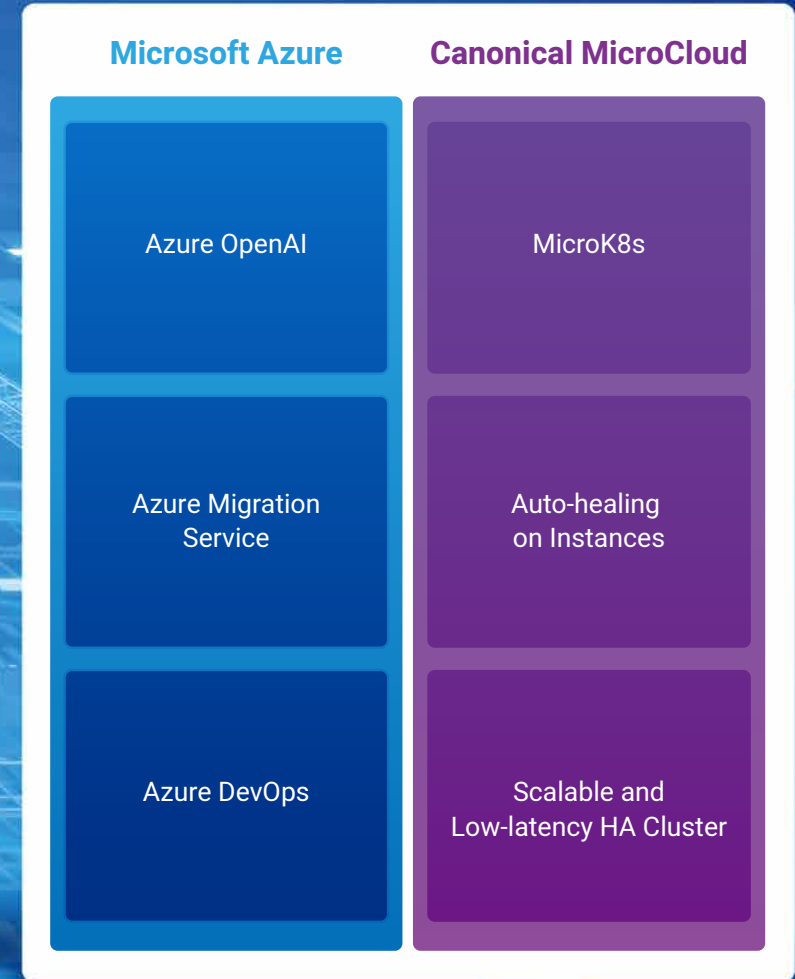 Microsoft Azure
Canonical MicroCloud
Azure OpenAI
MicroK8s
Azure Migration
Service
Auto-healing
on Instances
Azure DevOps
Scalable and
Low-latency HA Cluster